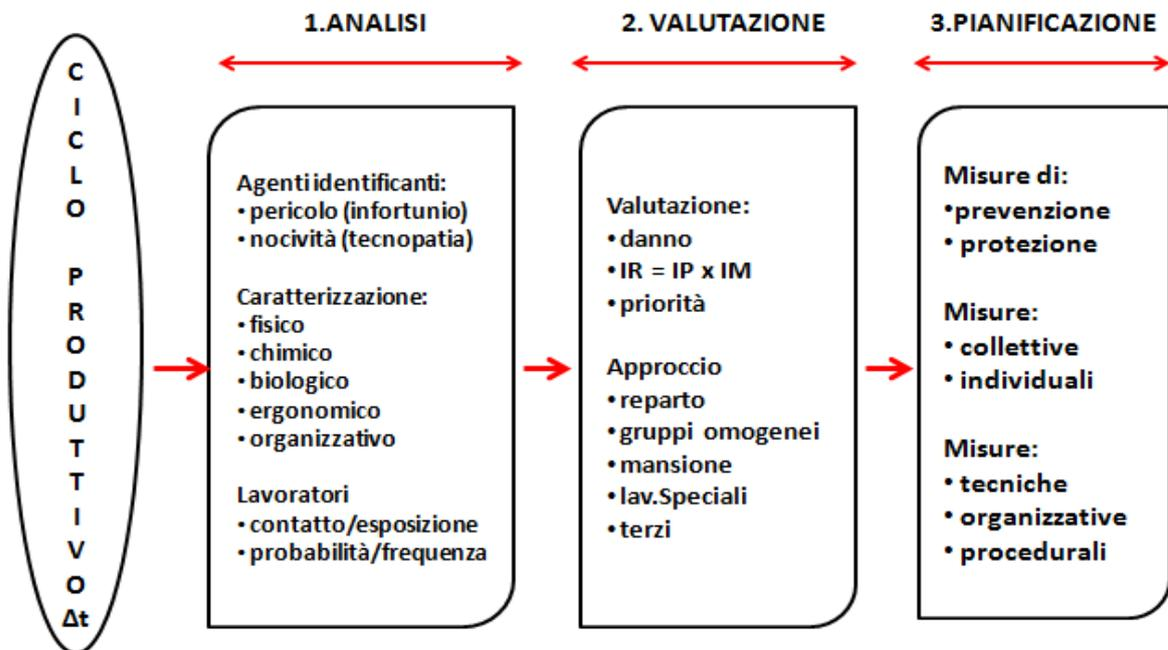 CICLO PRODUTTIVO
Δt
1.ANALISI
Agenti identificanti:
• pericolo (infortunio)
• nocività (tecnopatia)
Caratterizzazione:
• fisico
• chimico
• biologico
• ergonomico
• organizzativo
Lavoratori
• contatto/esposizione
• probabilità/frequenza
2. VALUTAZIONE
Valutazione:
• danno
• IR = IP x IM
• priorità
Approccio
• reparto
• gruppi omogenei
• mansione
• lav.Speciali
• terzi
3.PIANIFICAZIONE
Misure di:
•prevenzione
• protezione
Misure:
• collettive
• individuali
Misure:
• tecniche
• organizzative
• procedurali